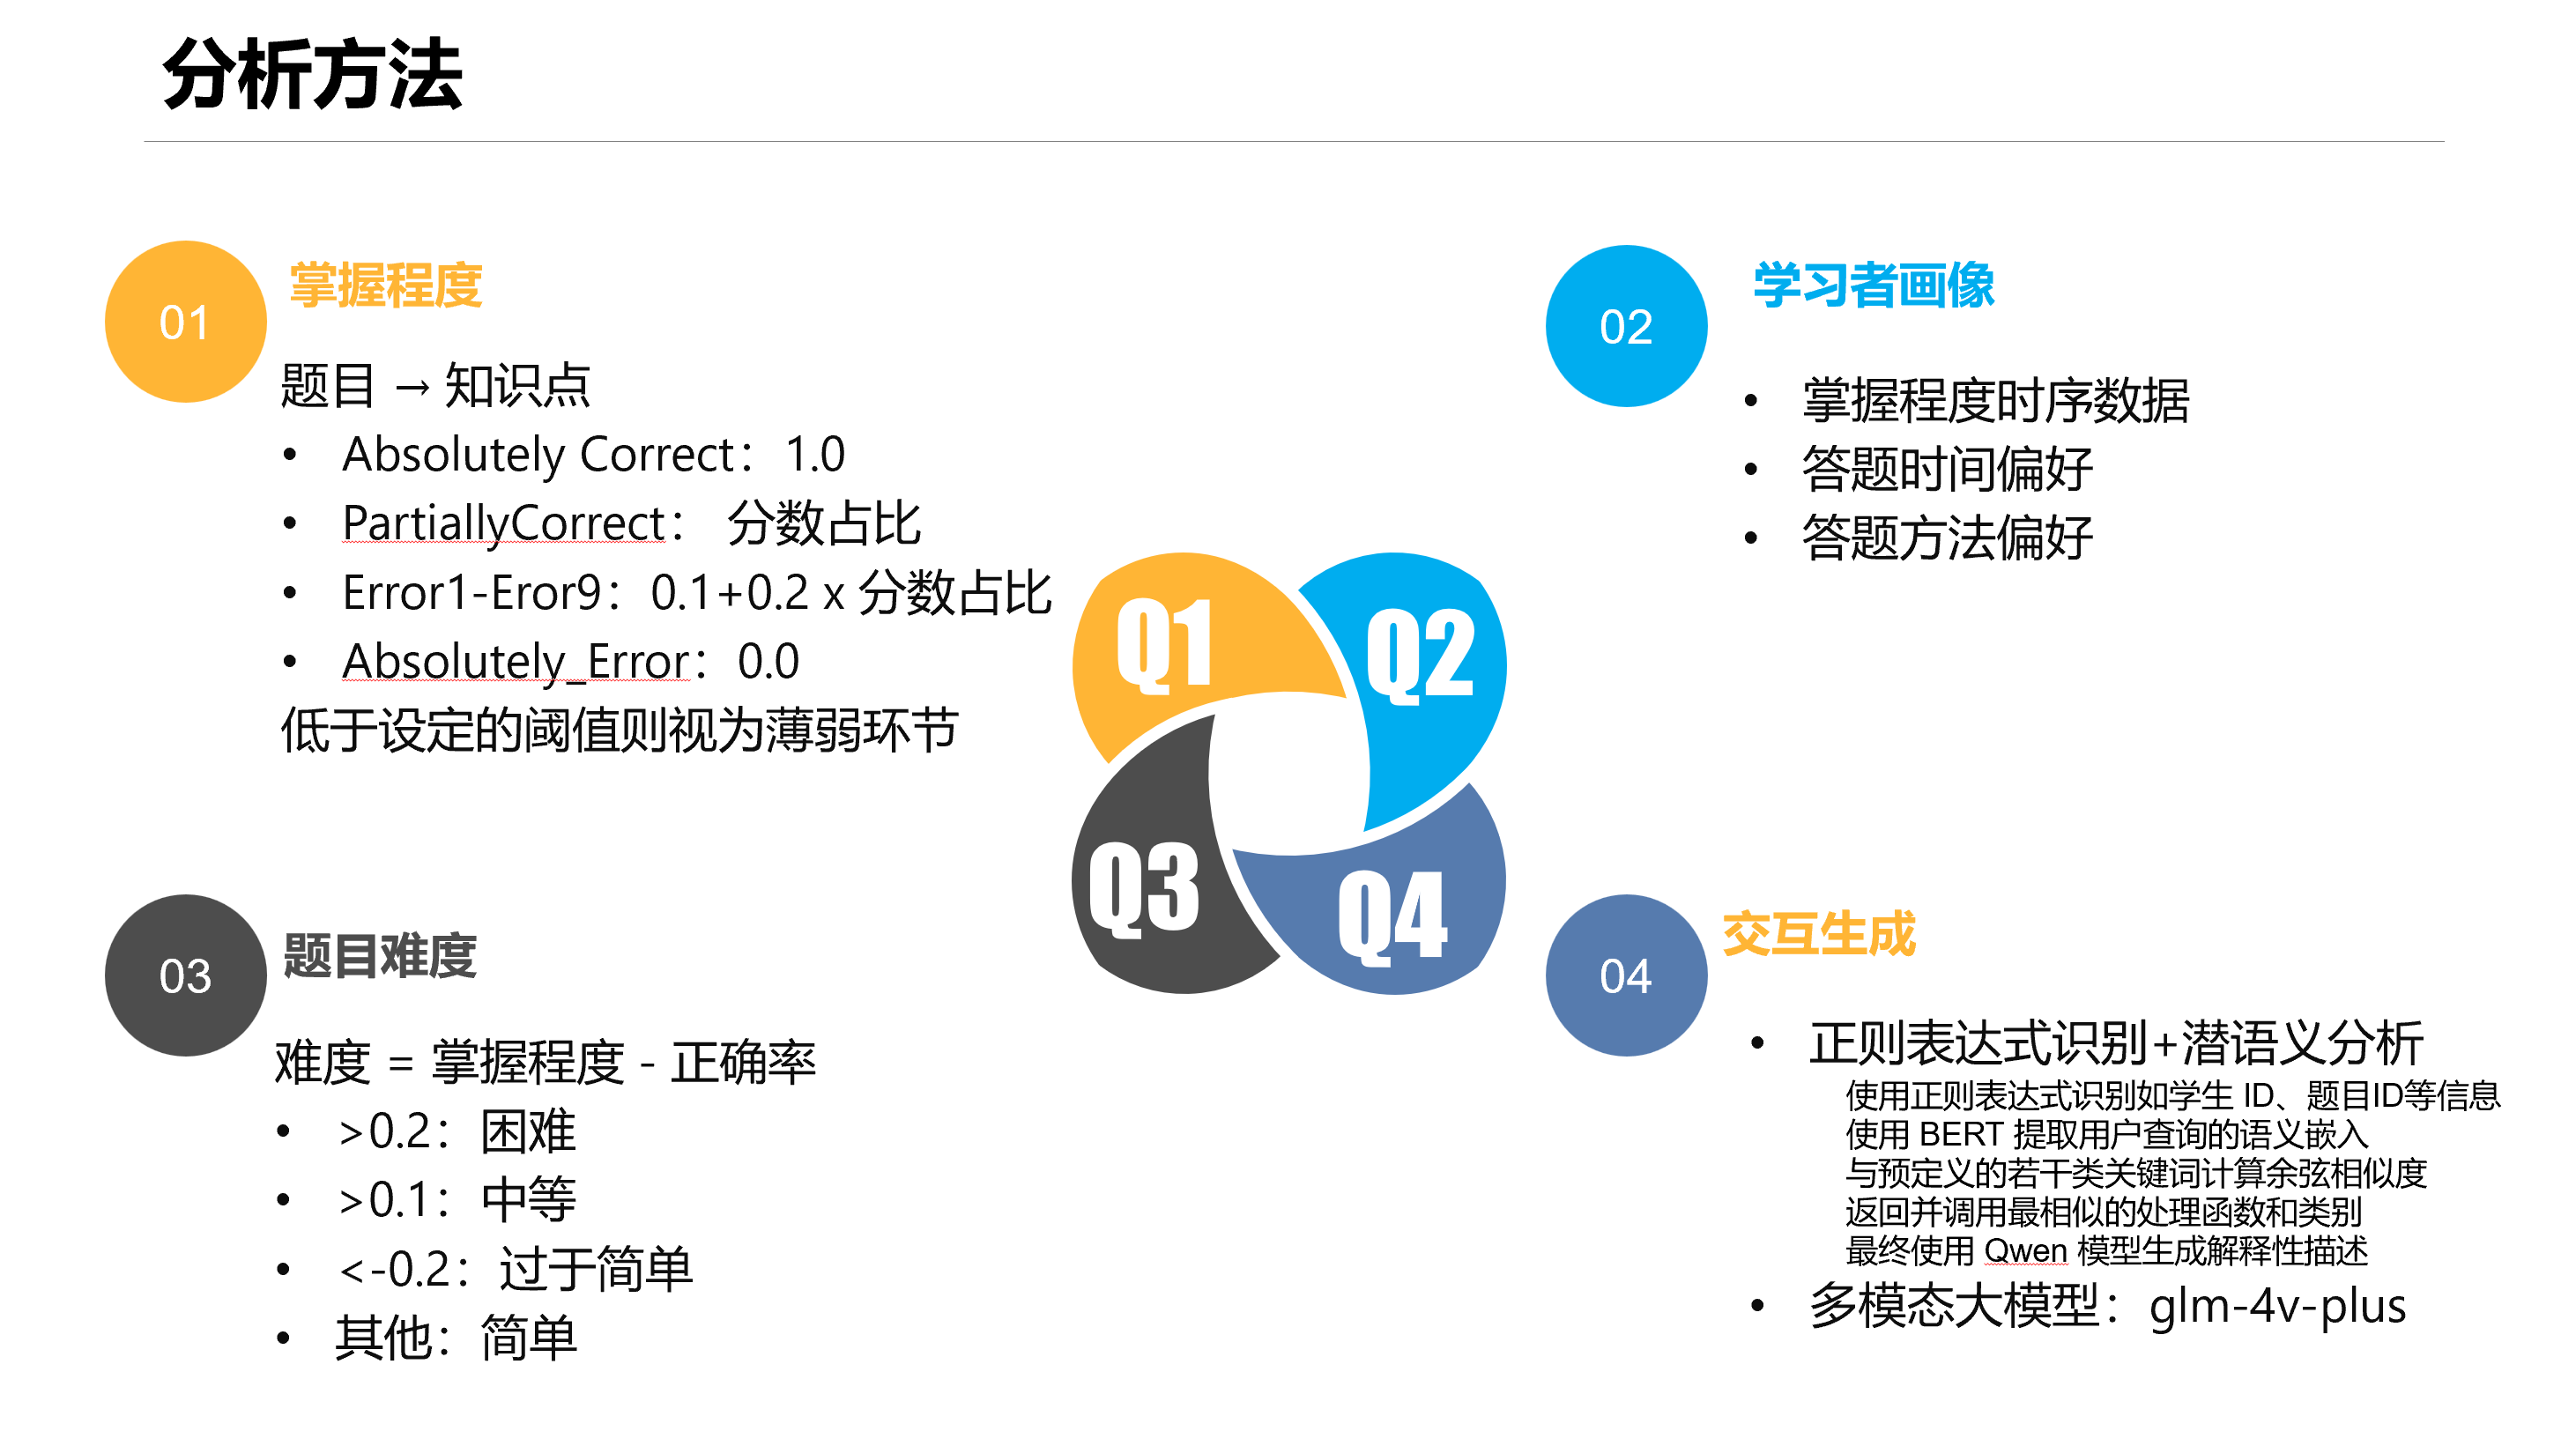 分析方法
01
掌握程度
题目 → 知识点
• Absolutely Correct：1.0
• PartiallyCorrect： 分数占比
• Error1-Eror9：0.1+0.2 x 分数占比
• Absolutely_Error：0.0
低于设定的阈值则视为薄弱环节
02
学习者画像
• 掌握程度时序数据
• 答题时间偏好
• 答题方法偏好
Q1
Q2
Q3
Q4
03
题目难度
难度 = 掌握程度 - 正确率
• >0.2：困难
• >0.1：中等
• <-0.2：过于简单
• 其他：简单
04
交互生成
• 正则表达式识别+潜语义分析
使用正则表达式识别如学生 ID、题目ID等信息
使用 BERT 提取用户查询的语义嵌入
与预定义的若干类关键词计算余弦相似度
返回并调用最相似的处理函数和类别
最终使用 Qwen 模型生成解释性描述
• 多模态大模型：glm-4v-plus